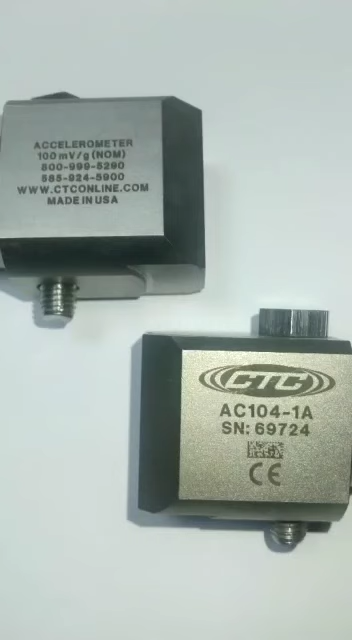 ACCELEROMETER
100 mV/g (NOM)
800-999-5290
585-924-5900
WWW.CTCONLINE.COM
MADE IN USA
CTC
AC104-1A
SN: 69724
CE